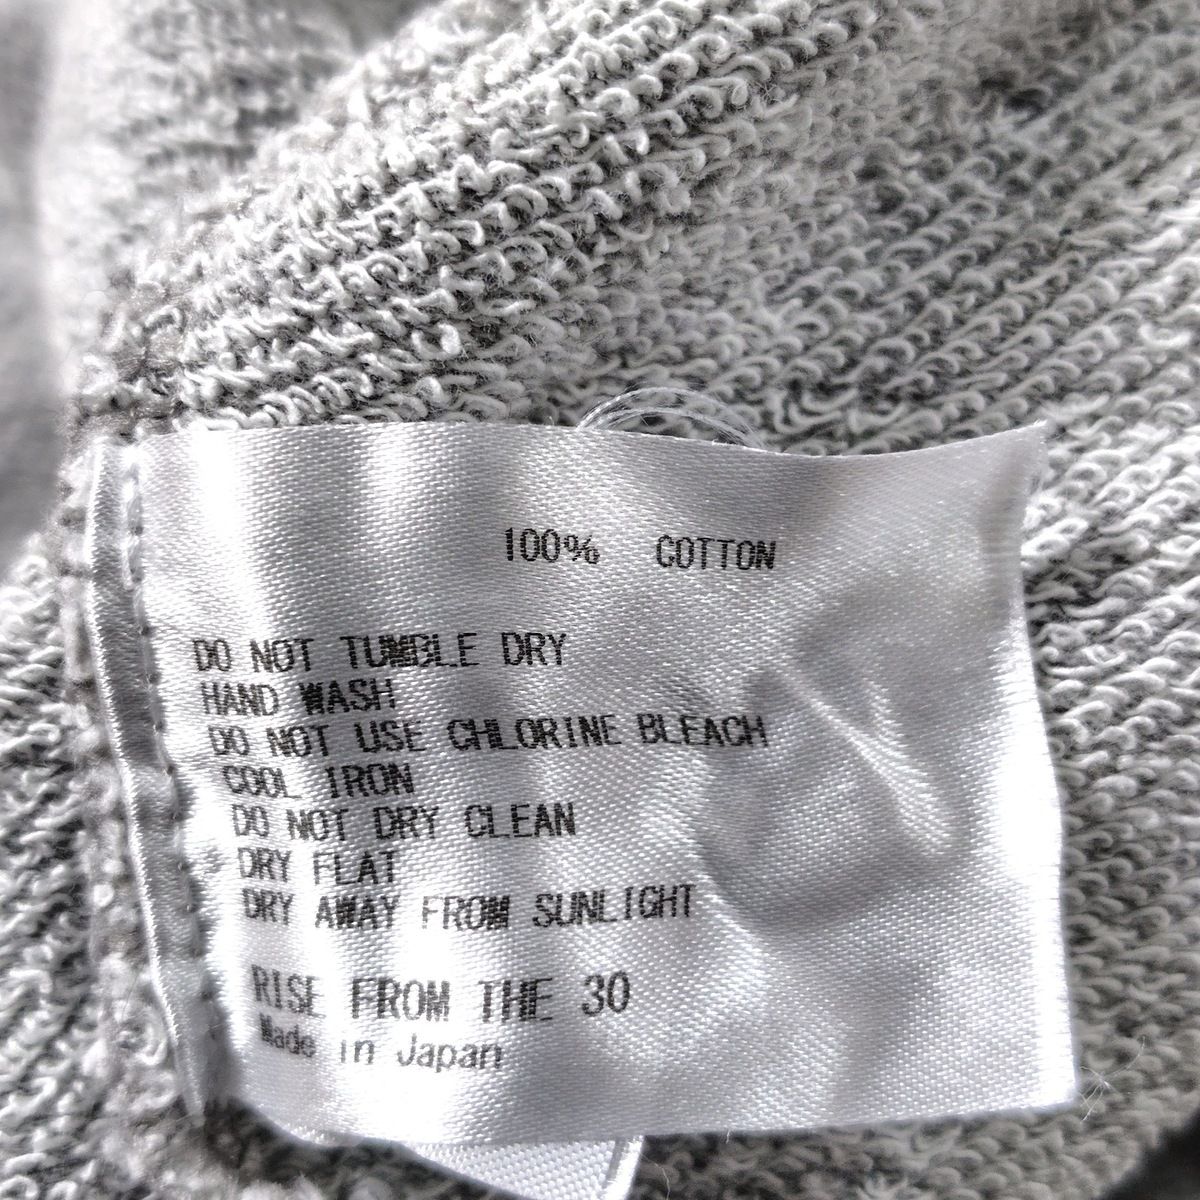 100% COTTON
DO NOT TUMBLE DRY
HAND WASH
DO NOT USE CHLORINE BLEACH
COOL IRON
DO NOT DRY CLEAN
DRY FLAT
DRY AWAY FROM SUNLIGHT
RISE FROM THE 30
Made in Japan